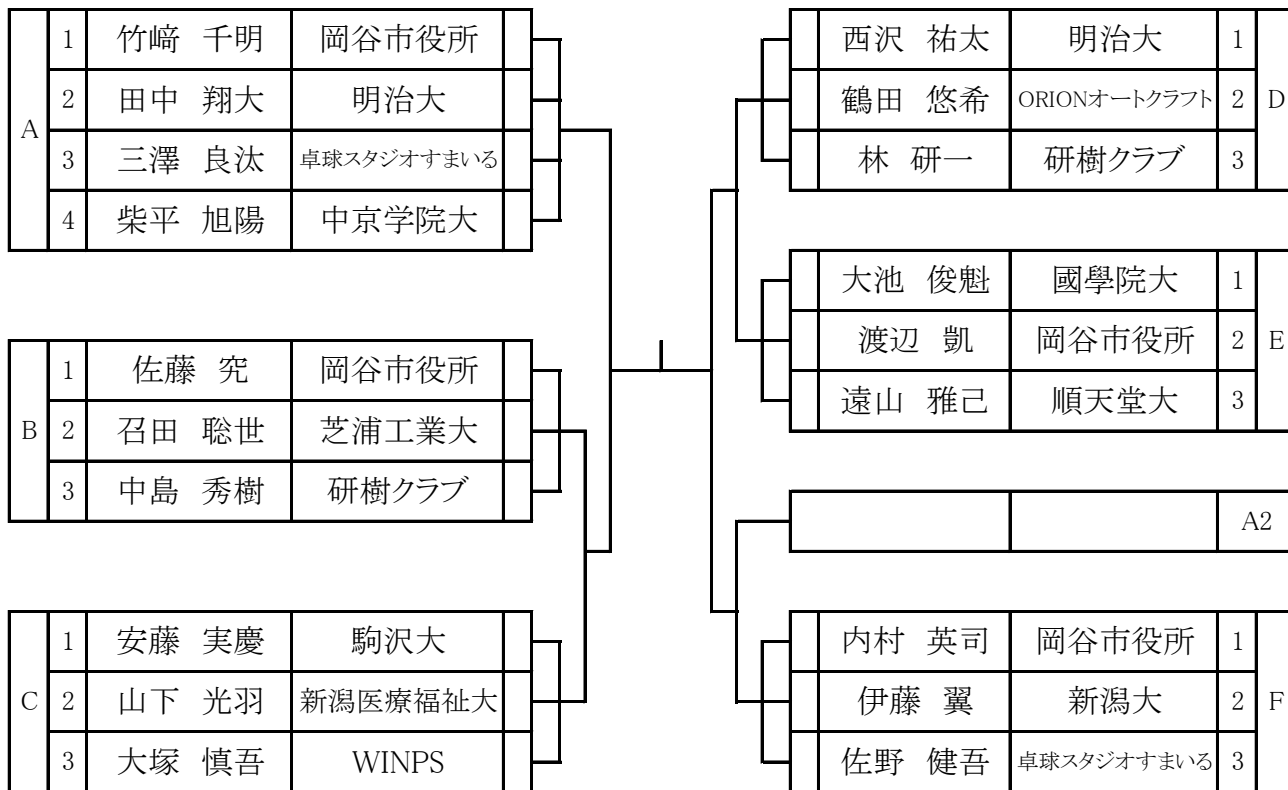 A
1 竹﨑 千明 岡谷市役所
2 田中 翔大 明治大
3 三澤 良汰 卓球スタジオすまいる
4 柴平 旭陽 中京学院大
B
1 佐藤 究 岡谷市役所
2 召田 聡世 芝浦工業大
3 中島 秀樹 研樹クラブ
C
1 安藤 実慶 駒沢大
2 山下 光羽 新潟医療福祉大
3 大塚 慎吾 WINPS
西沢 祐太 明治大 1
鶴田 悠希 ORIONオートクラフト 2
林 研一 研樹クラブ 3
D
大池 俊魁 國學院大 1
渡辺 凱 岡谷市役所 2
遠山 雅己 順天堂大 3
E
A2
内村 英司 岡谷市役所 1
伊藤 翼 新潟大 2
佐野 健吾 卓球スタジオすまいる 3
F